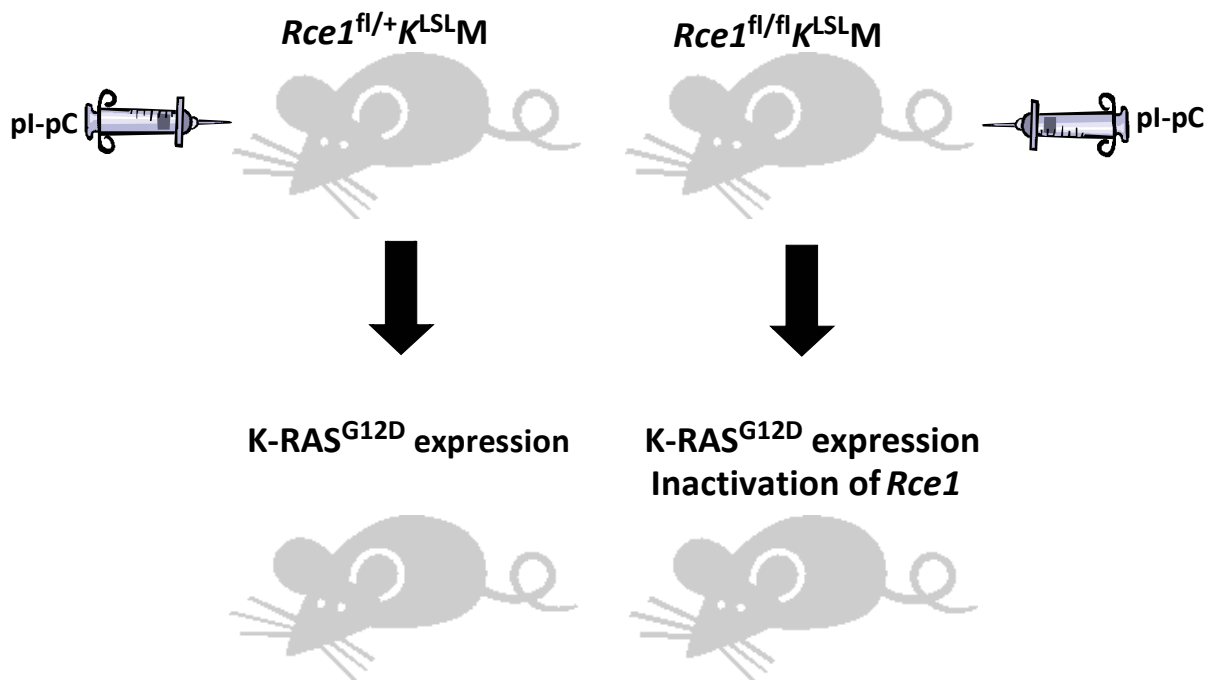 Rce1fl/+KLSLM
Rce1fl/flKLSLM
pI-pC
pI-pC
K-RASG12D expression
K-RASG12D expression
Inactivation of Rce1